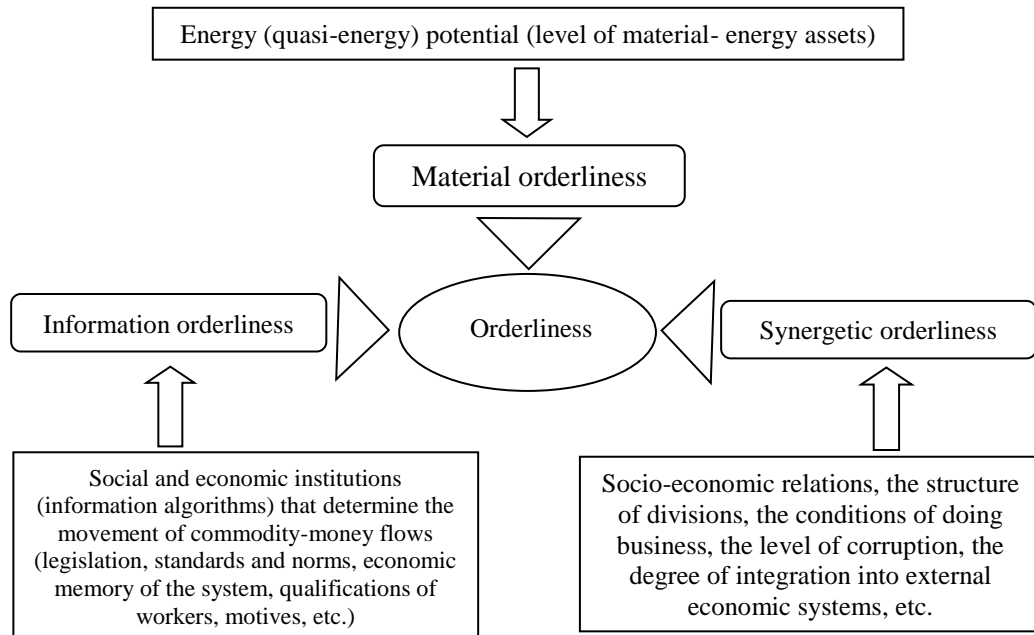 Energy (quasi-energy) potential (level of material- energy assets)
Material orderliness
Information orderliness
Orderliness
Synergetic orderliness
Social and economic institutions
(information algorithms) that determine the
movement of commodity-money flows
(legislation, standards and norms, economic
memory of the system, qualifications of
workers, motives, etc.)
Socio-economic relations, the structure
of divisions, the conditions of doing
business, the level of corruption, the
degree of integration into external
economic systems, etc.